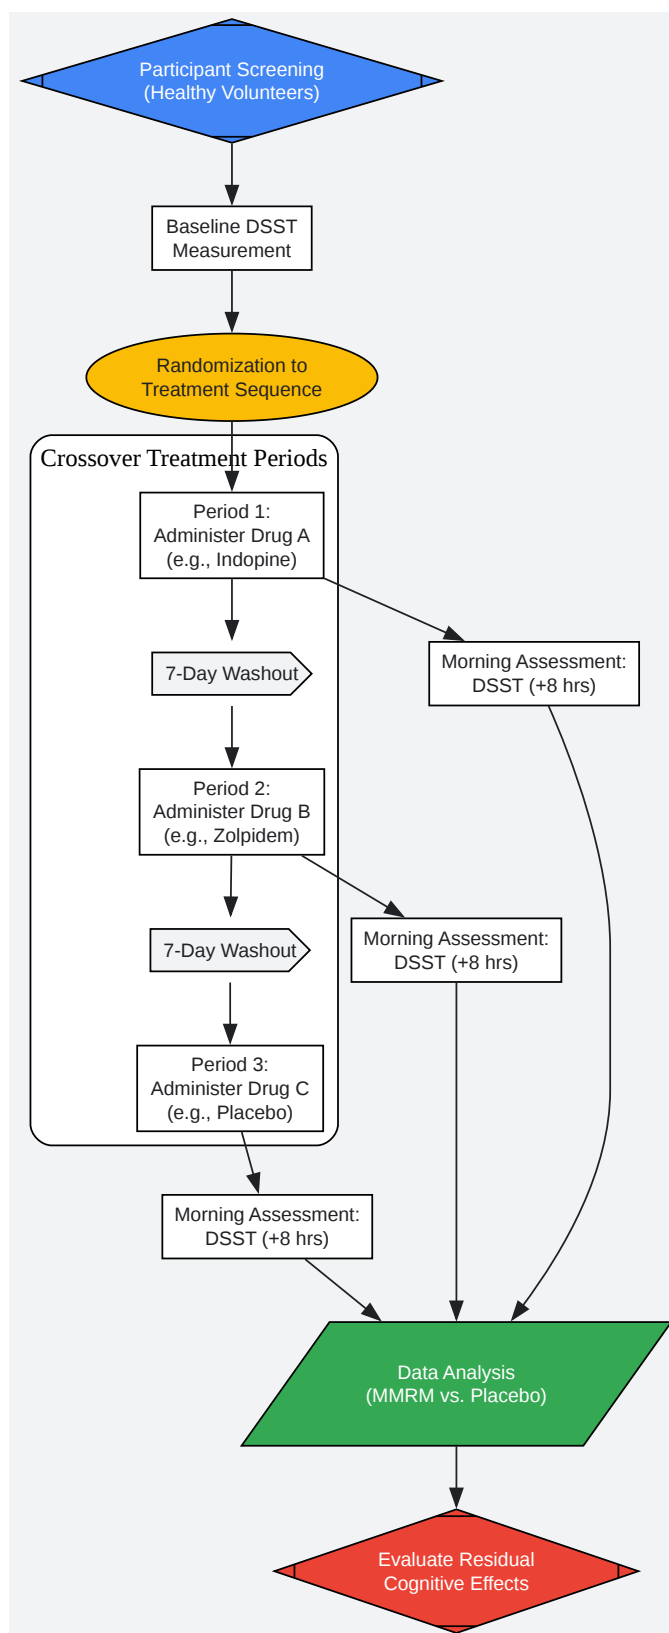 Participant Screening
(Healthy Volunteers)
Baseline DSST
Measurement
Randomization to
Treatment Sequence
Crossover Treatment Periods
Period 1:
Administer Drug A
(e.g., Indopine)
Morning Assessment:
DSST (+8 hrs)
7-Day Washout
Period 2:
Administer Drug B
(e.g., Zolpidem)
Morning Assessment:
DSST (+8 hrs)
7-Day Washout
Period 3:
Administer Drug C
(e.g., Placebo)
Morning Assessment:
DSST (+8 hrs)
Data Analysis
(MMRM vs. Placebo)
Evaluate Residual
Cognitive Effects